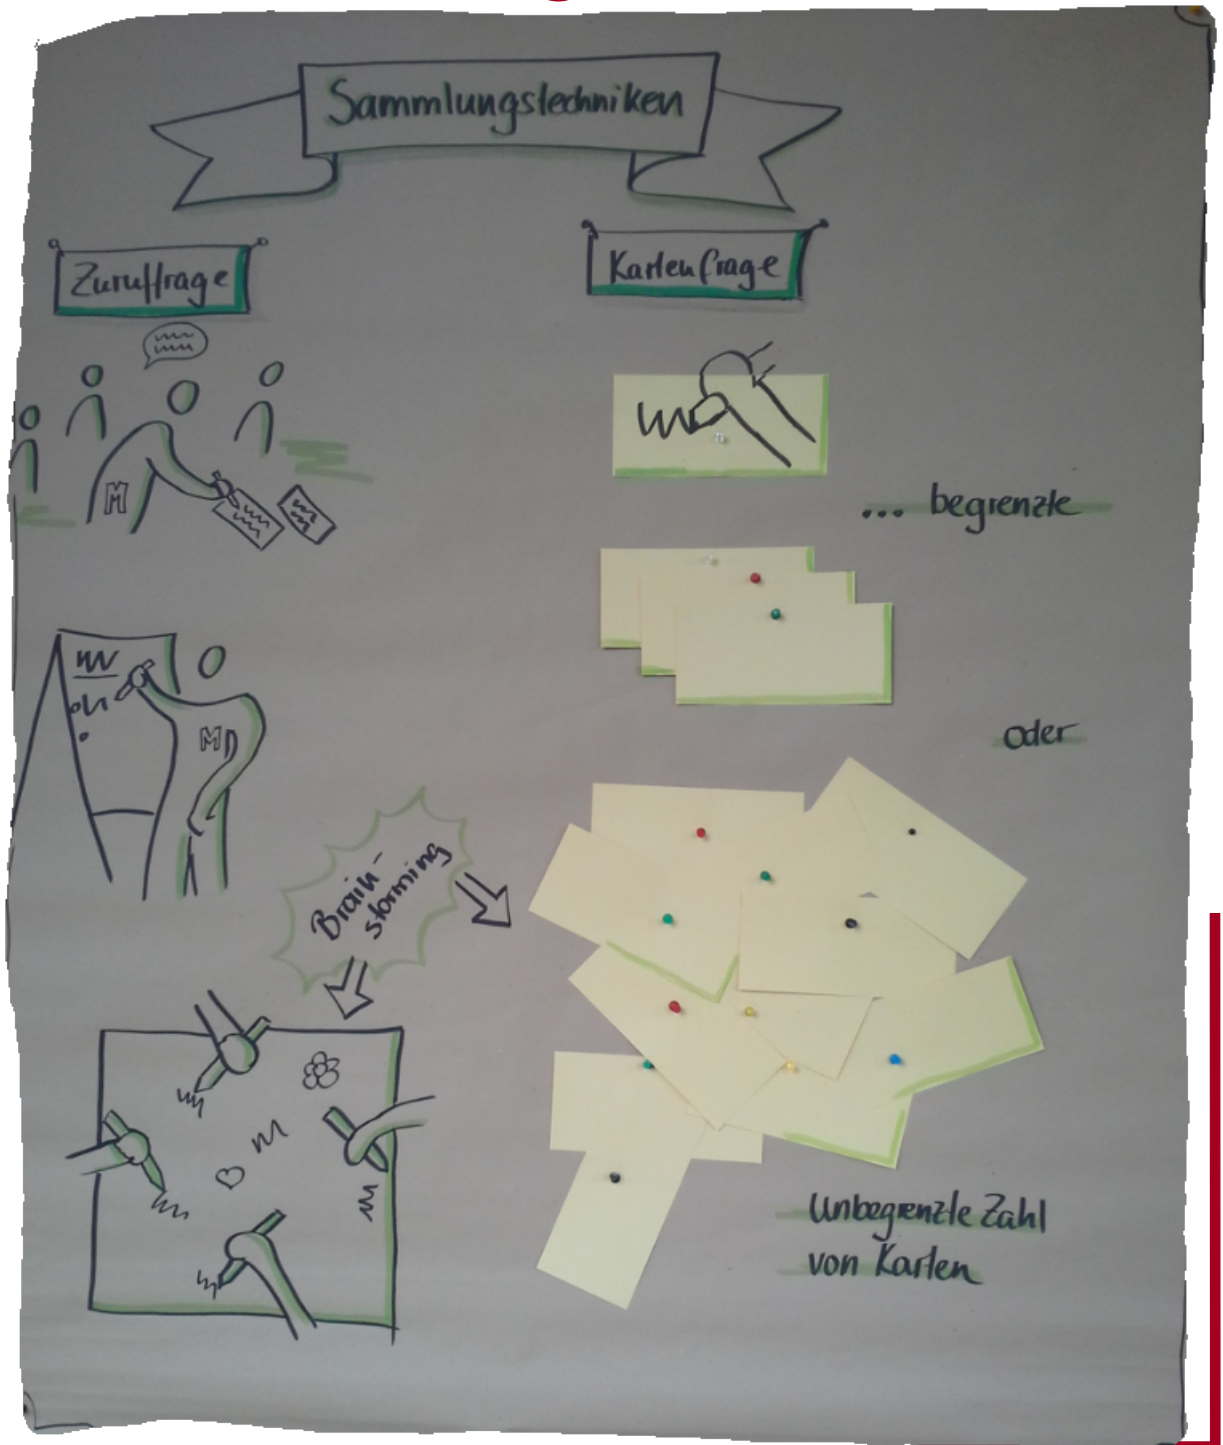 Sammlungstechniken
Zuruffrage
Kartenfrage
M
... begrenzte
M
oder
Brain-
storming
Unbegrenzte Zahl
von Karten